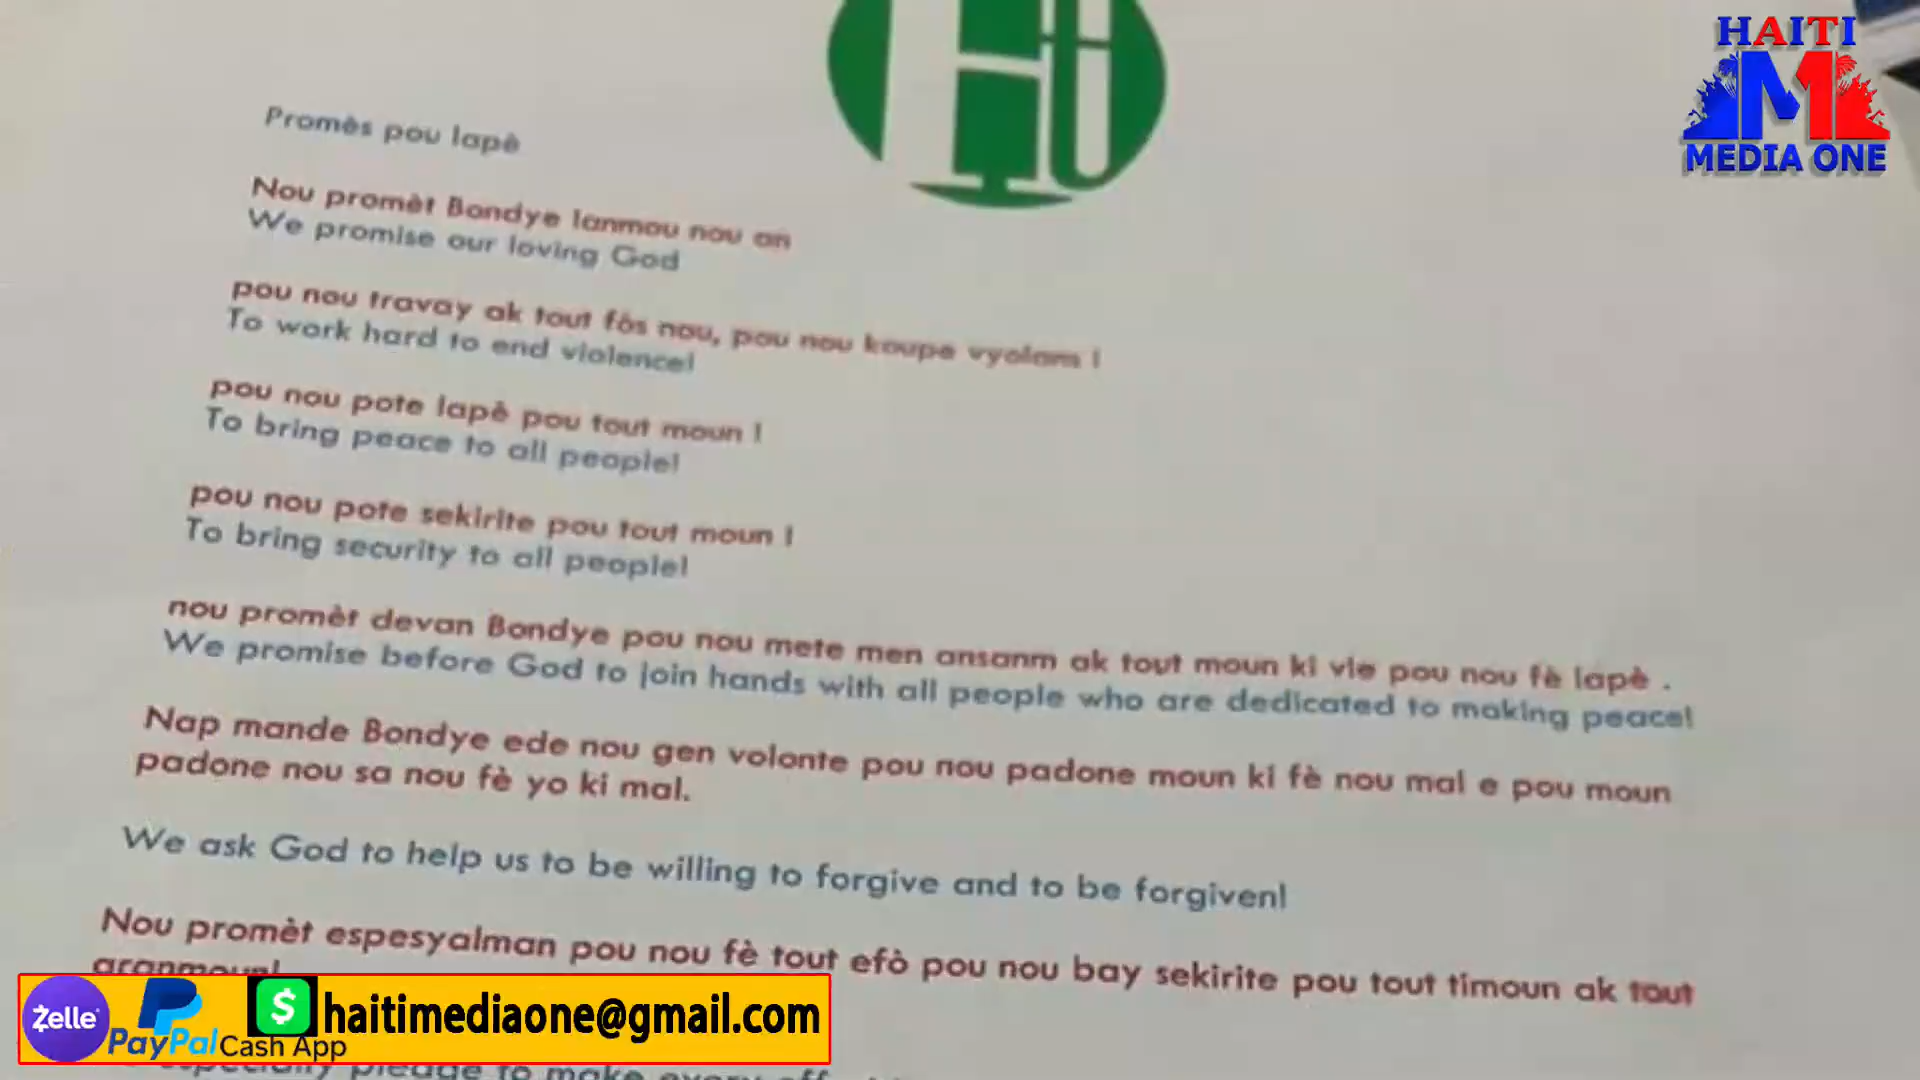 HAITI
MEDIA ONE
Promès pou lapè
Nou promèt Bondye lanmou nou an
We promise our loving God
pou nou travay ak tout fòs nou, pou nou koupe vyolans !
To work hard to end violence!
pou nou pote lapè pou tout moun !
To bring peace to all people!
pou nou pote sekirite pou tout moun !
To bring security to all people!
nou promèt devan Bondye pou nou mete men ansanm ak tout moun ki vle pou nou fè lapè .
We promise before God to join hands with all people who are dedicated to making peace!
Nap mande Bondye ede nou gen volonte pou nou padone moun ki fè nou mal e pou moun
padone nou sa nou fè yo ki mal.
We ask God to help us to be willing to forgive and to be forgiven!
Nou promèt espesyalman pou nou fè tout efò pou nou bay sekirite pou tout timoun ak tout
granmoun!
especially pledge to make every
Zelle
PayPal
$
Cash App
haitimediaone@gmail.com